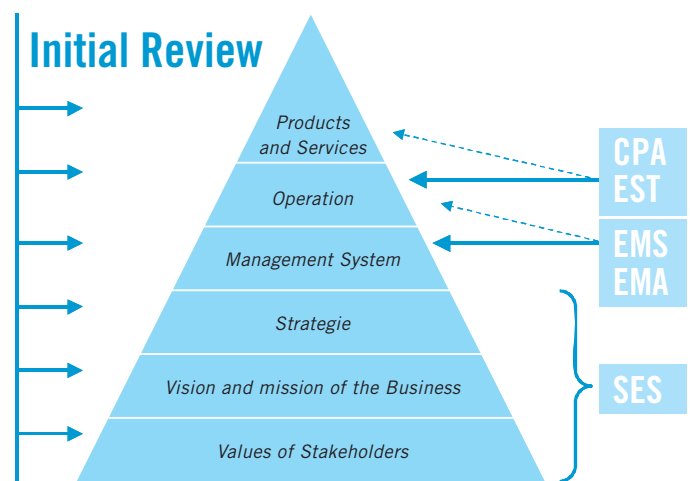 Initial Review
Products
and Services
Operation
Management System
Strategie
Vision and mission of the Business
Values of Stakeholders
CPA
EST
EMS
EMA
SES